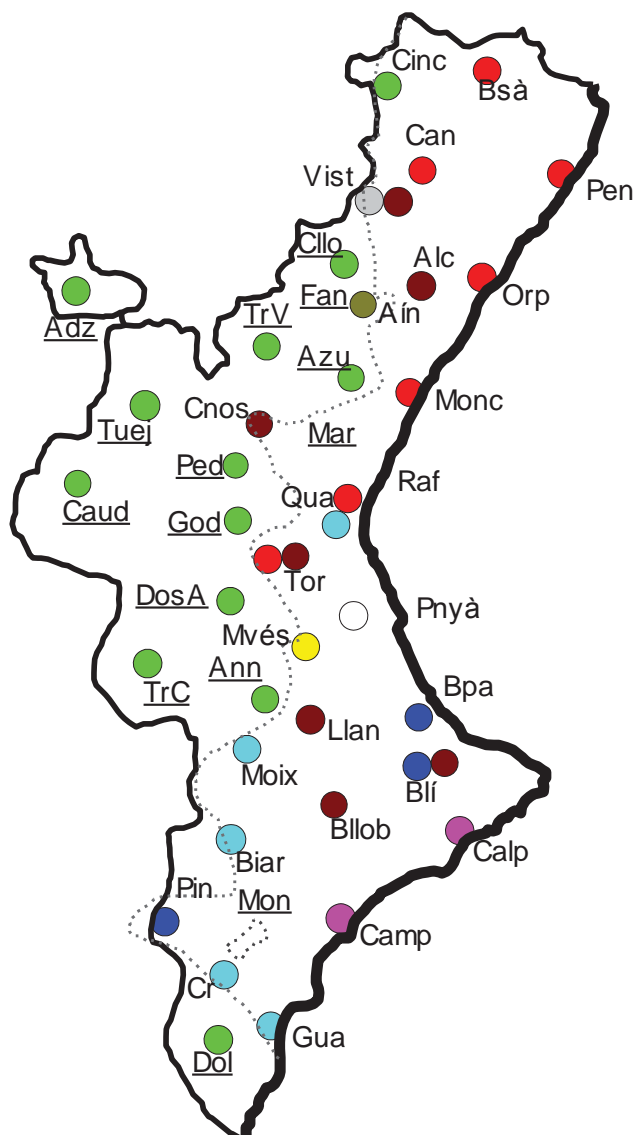 Cinc
Bsà
Can
Vist
Pen
Cllo
Alc
Orp
Fan
Aín
Adz
TrV
Azu
Monc
Cnos
Tuej
Mar
Ped
Qua
Raf
Caud
God
Tor
DosA
Pnyà
Mvés
Ann
TrC
Bpa
Llan
Moix
Blí
Bllob
Calp
Biar
Pin
Mon
Camp
Cr
Gua
Dol